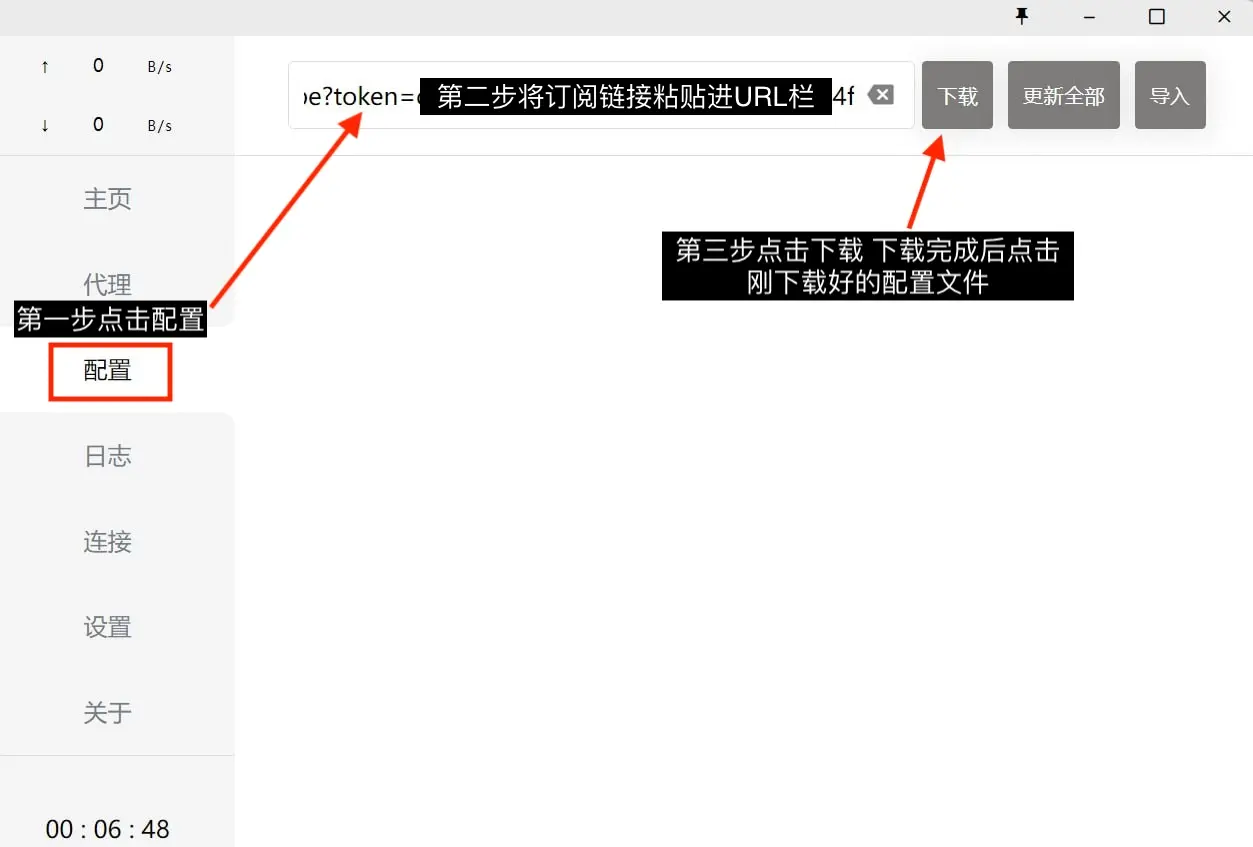 ↑ 0 B/s
↓ 0 B/s
主页
代理
第一步点击配置
配置
日志
连接
设置
关于
00 : 06 : 48
be?token=c 第二步将订阅链接粘贴进URL栏 4f
下载
更新全部
导入
第三步点击下载 下载完成后点击
刚下载好的配置文件